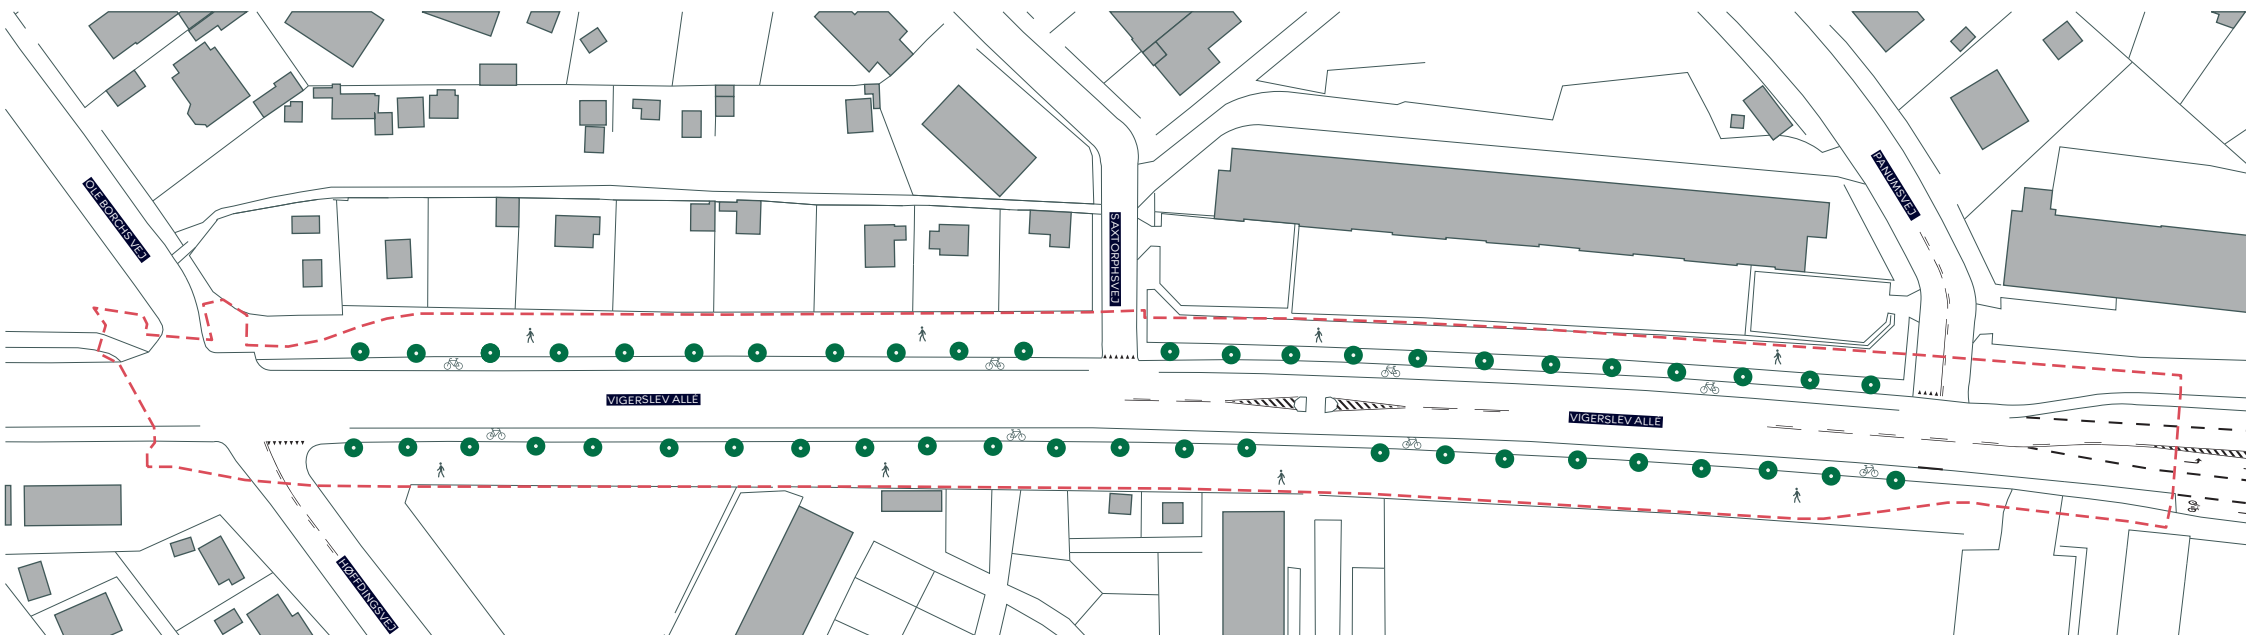 OLE BORCHS VEJ
SAXTORPHSVEJ
PANUMSVEJ
VIGERSLEV ALLÉ
VIGERSLEV ALLÉ
HØFFDINGSVEJ